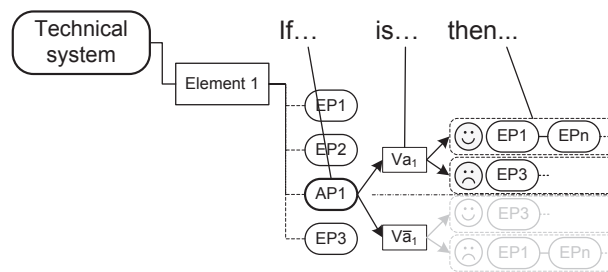 Technical
system
If... is... then...
Element 1
EP1
EP2
AP1
EP3
Va₁
Va̅₁
EP1 EPn
EP3
EP3
EP1 EPn